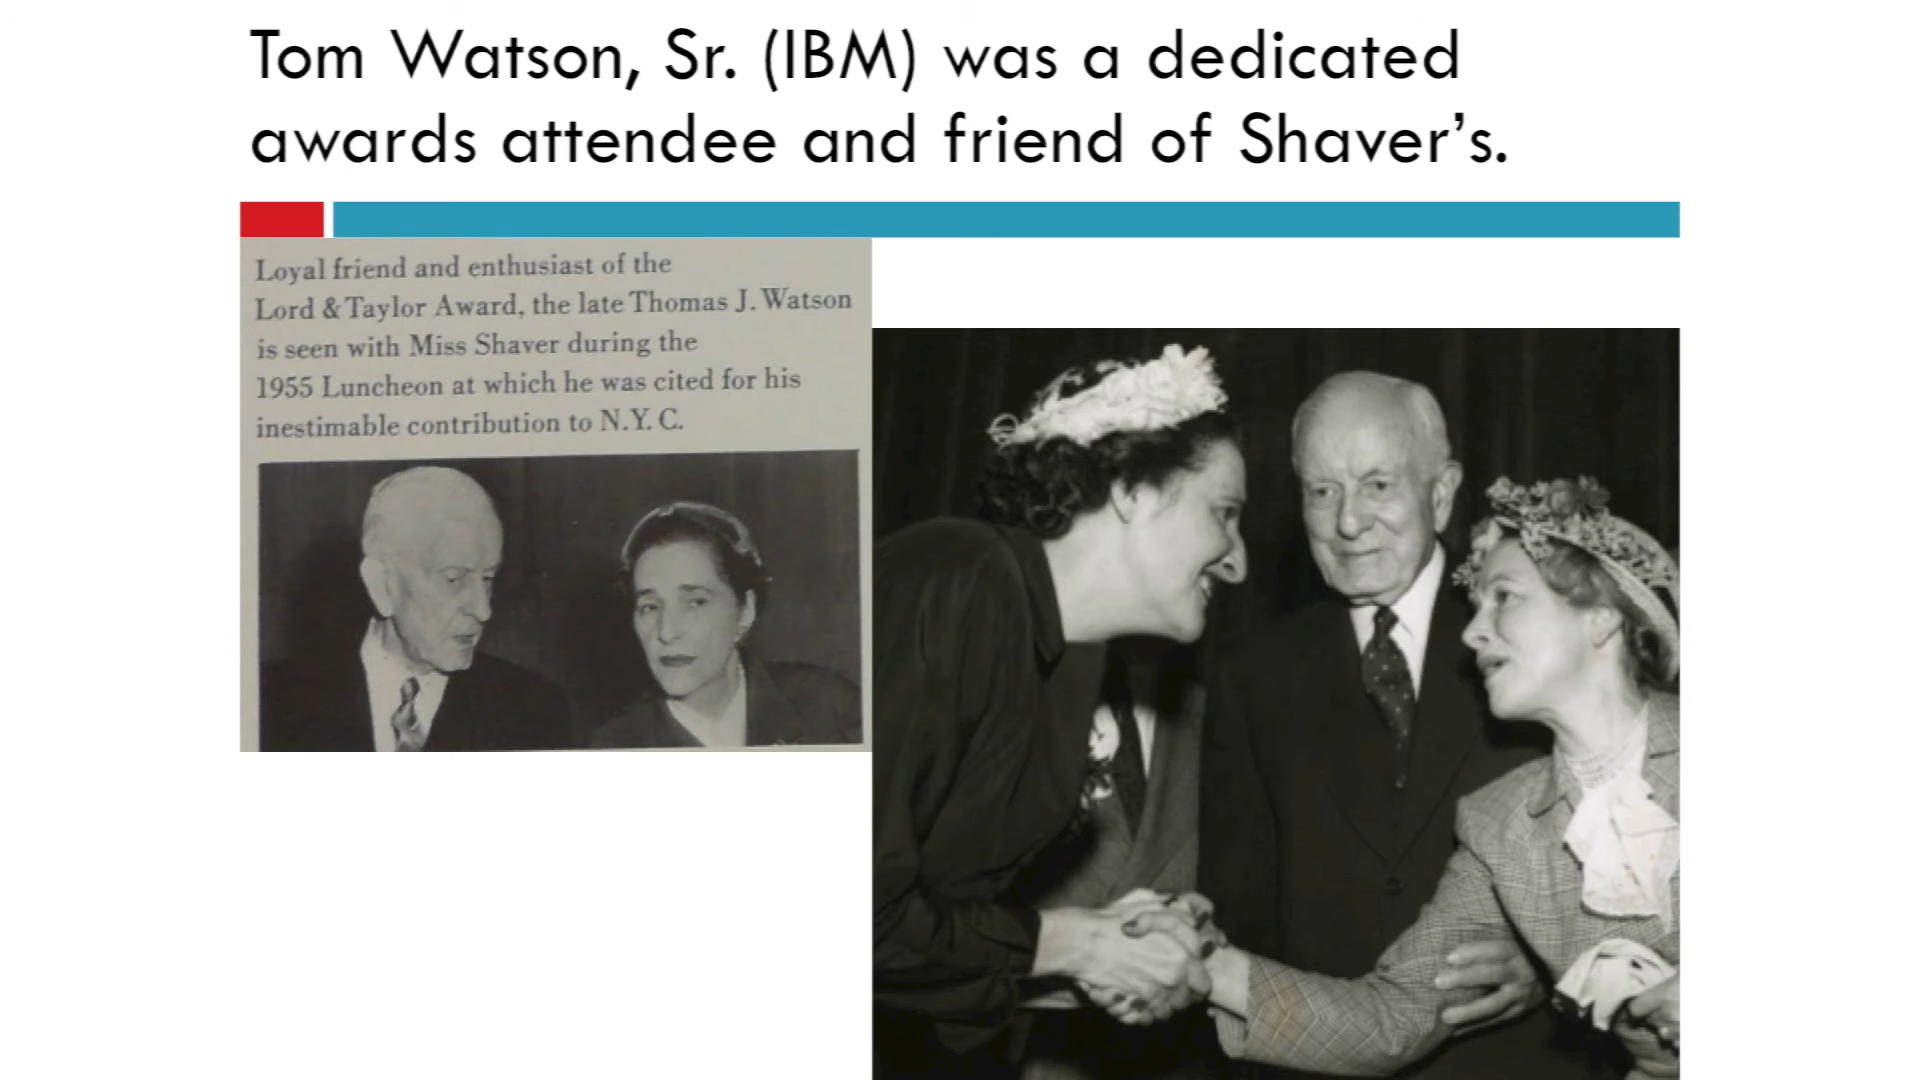 Tom Watson, Sr. (IBM) was a dedicated
awards attendee and friend of Shaver’s.
Loyal friend and enthusiast of the
Lord & Taylor Award, the late Thomas J. Watson
is seen with Miss Shaver during the
1955 Luncheon at which he was cited for his
inestimable contribution to N.Y.C.